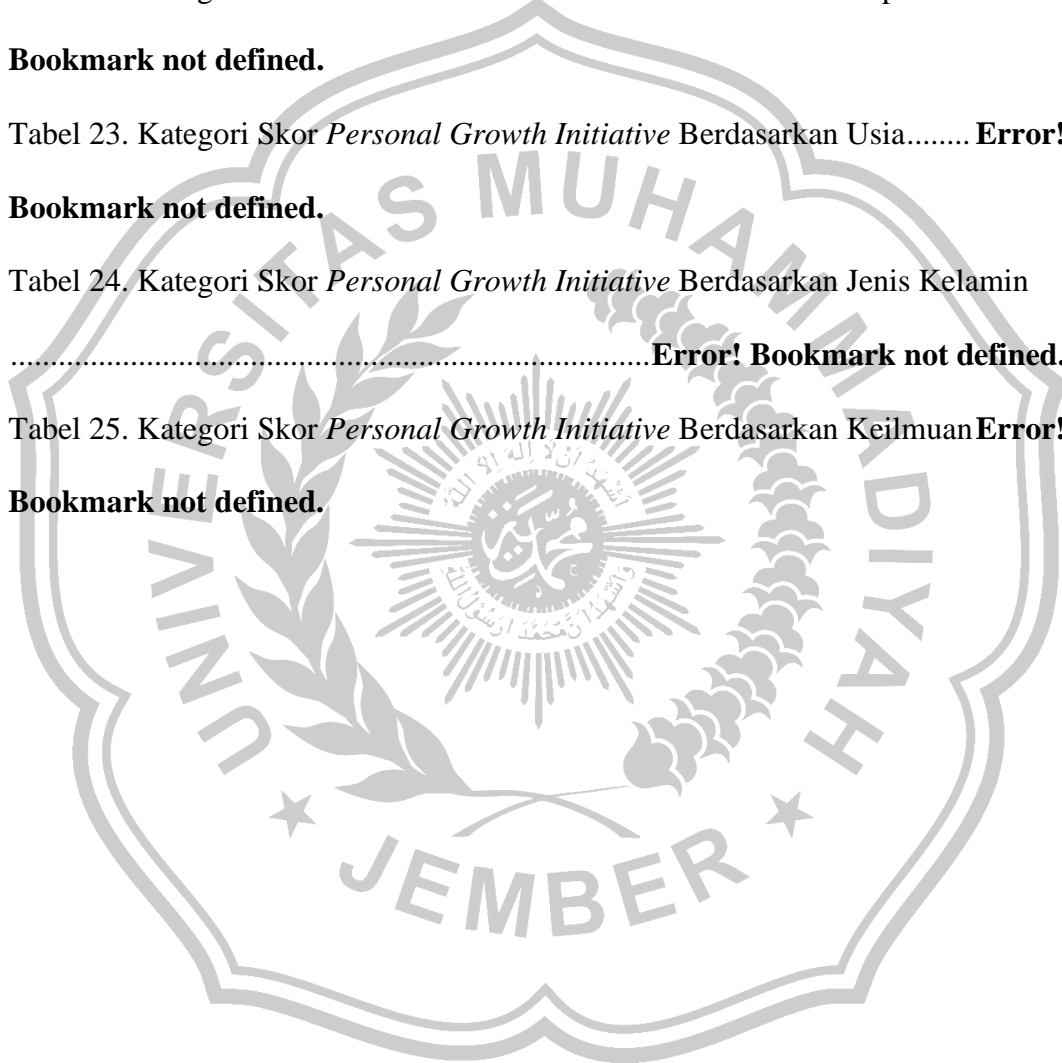 Bookmark not defined.
Tabel 23. Kategori Skor Personal Growth Initiative Berdasarkan Usia........ Error!
Bookmark not defined.
Tabel 24. Kategori Skor Personal Growth Initiative Berdasarkan Jenis Kelamin
................................................................................Error! Bookmark not defined.
Tabel 25. Kategori Skor Personal Growth Initiative Berdasarkan Keilmuan Error!
Bookmark not defined.
UNIVERSITAS MUHAMMADIYAH
JEMBER